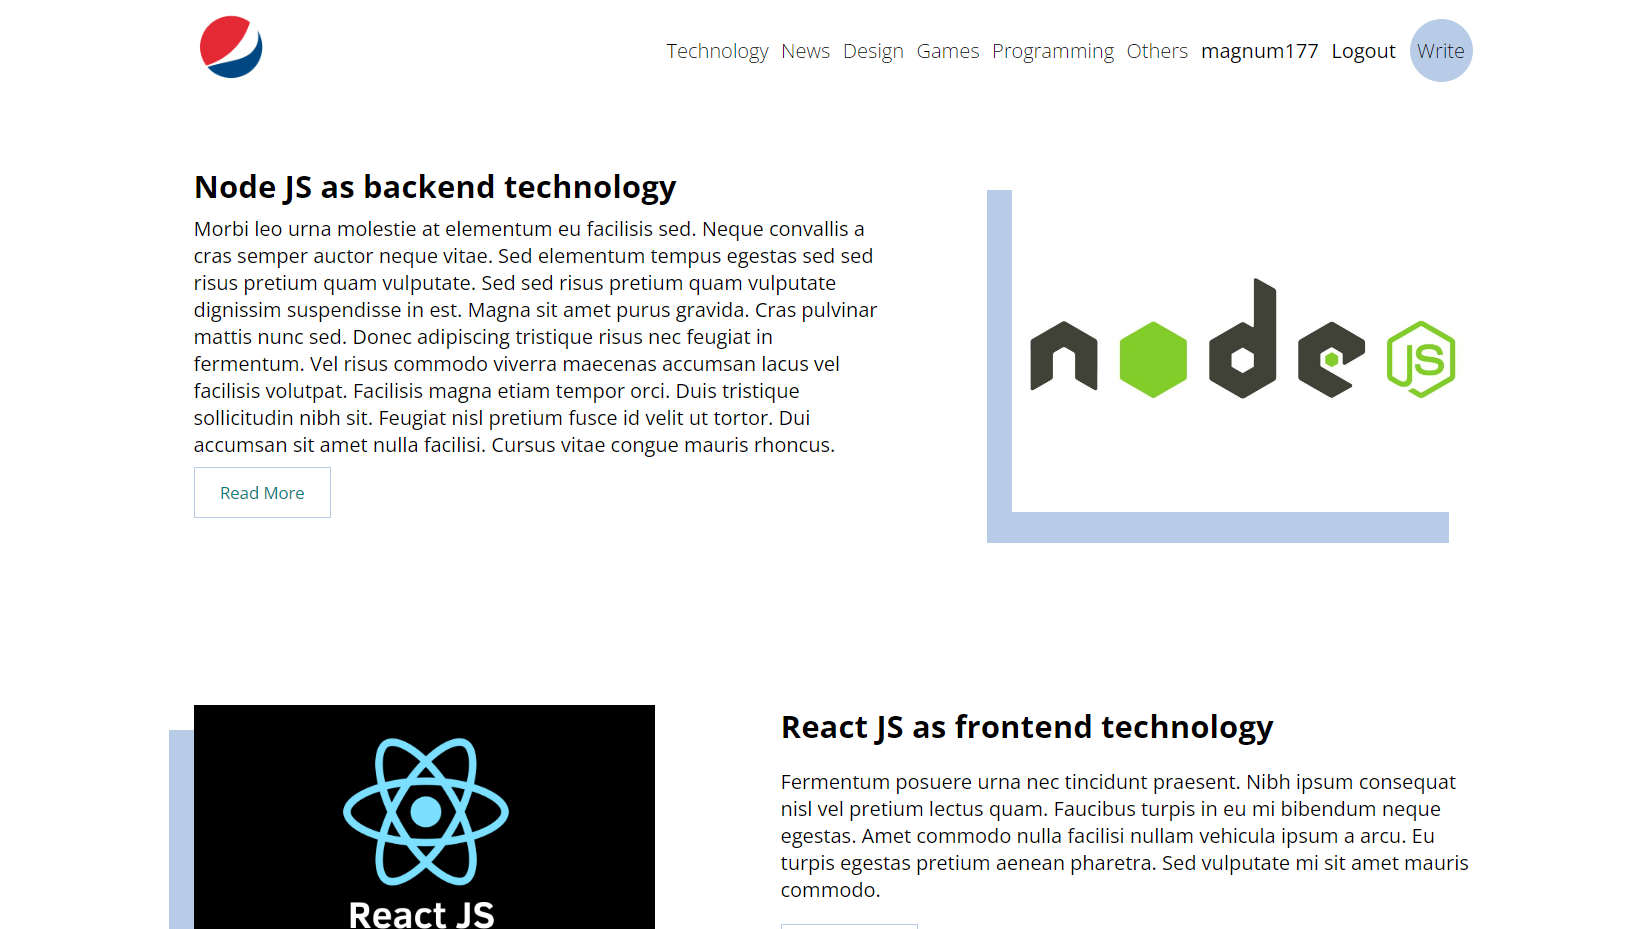 Technology News Design Games Programming Others magnum177 Logout Write
Node JS as backend technology
Morbi leo urna molestie at elementum eu facilisis sed. Neque convallis a
cras semper auctor neque vitae. Sed elementum tempus egestas sed sed
risus pretium quam vulputate. Sed sed risus pretium quam vulputate
dignissim suspendisse in est. Magna sit amet purus gravida. Cras pulvinar
mattis nunc sed. Donec adipiscing tristique risus nec feugiat in
fermentum. Vel risus commodo viverra maecenas accumsan lacus vel
facilisis volutpat. Facilisis magna etiam tempor orci. Duis tristique
sollicitudin nibh sit. Feugiat nisl pretium fusce id velit ut tortor. Dui
accumsan sit amet nulla facilisi. Cursus vitae congue mauris rhoncus.
Read More
node JS
React JS
React JS as frontend technology
Fermentum posuere urna nec tincidunt praesent. Nibh ipsum consequat
nisl vel pretium lectus quam. Faucibus turpis in eu mi bibendum neque
egestas. Amet commodo nulla facilisi nullam vehicula ipsum a arcu. Eu
turpis egestas pretium aenean pharetra. Sed vulputate mi sit amet mauris
commodo.